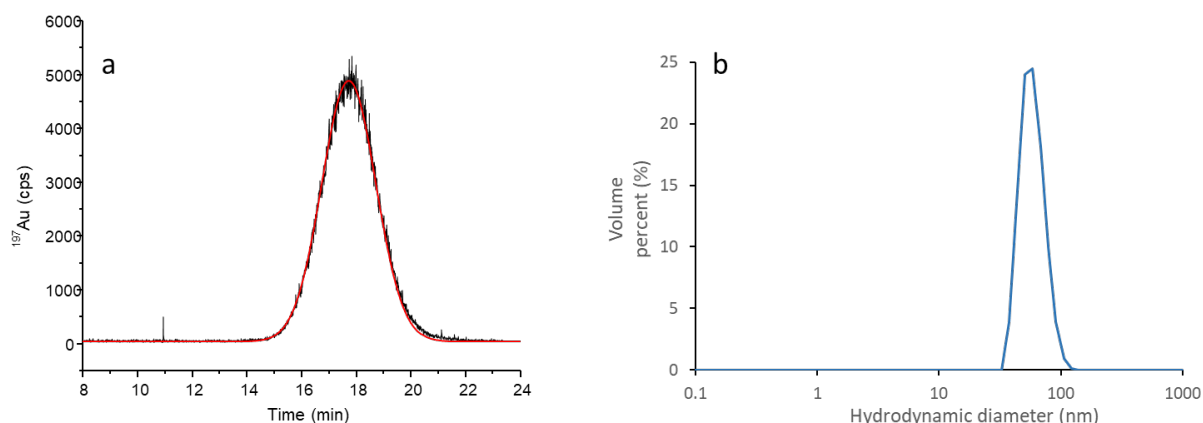 a
6000
5000
4000
3000
2000
1000
0
¹⁹⁷Au (cps)
8 10 12 14 16 18 20 22 24
Time (min)
b
25
20
15
10
5
0
Volume
percent (%)
0.1 1 10 100 1000
Hydrodynamic diameter (nm)